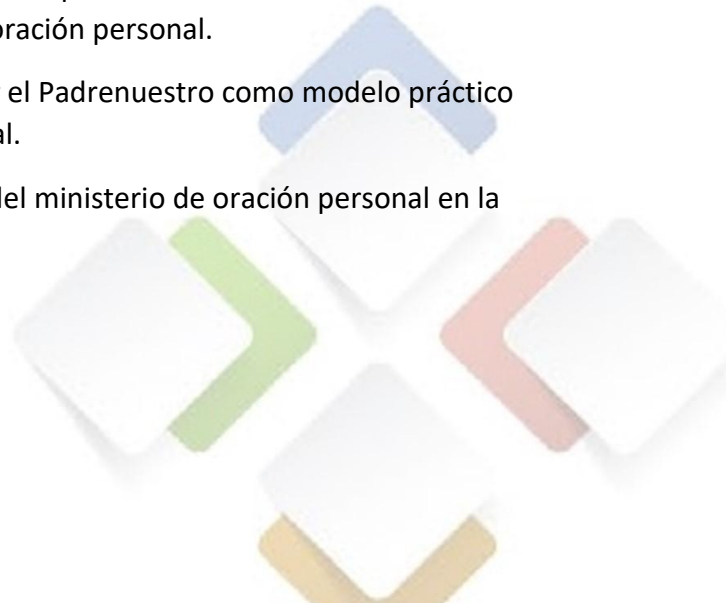 oración personal.
el Padrenuestro como modelo práctico
al.
del ministerio de oración personal en la